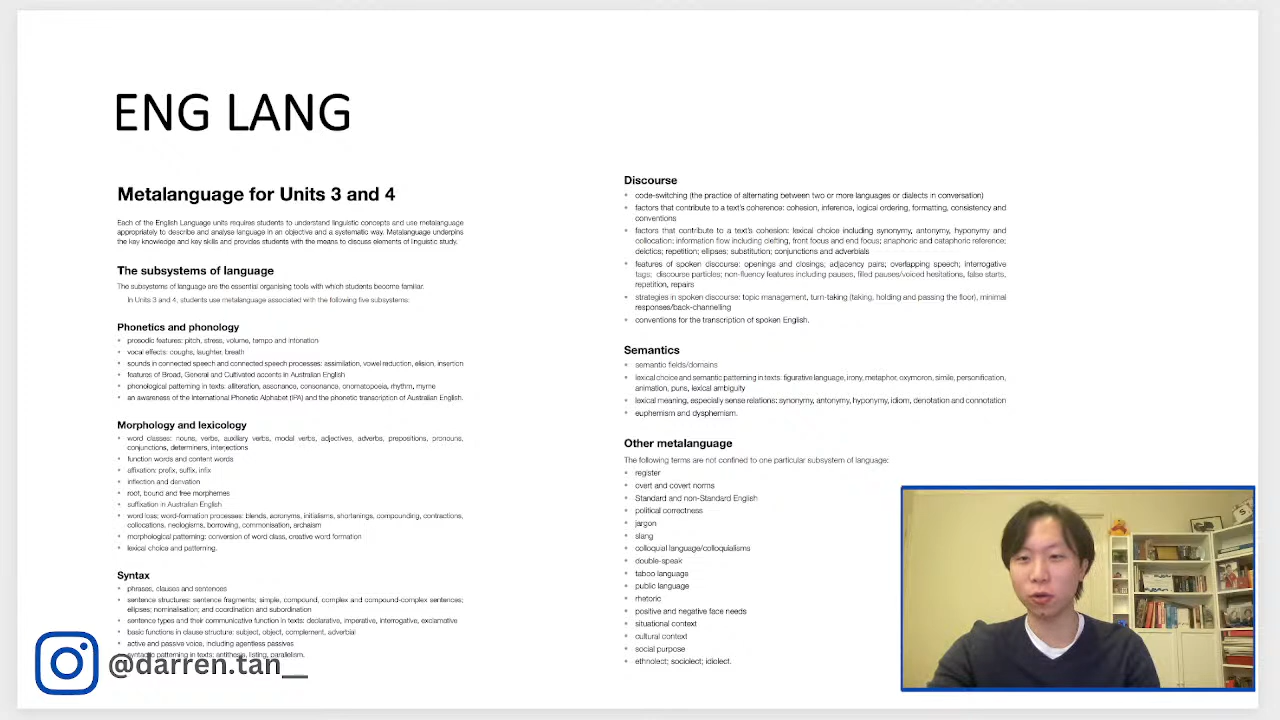 ENG LANG
Metalanguage for Units 3 and 4
Each of the English Language units requires students to understand linguistic concepts and use metalanguage
appropriately to describe and analyse language in an objective and a systematic way. Metalanguage underpins
the key knowledge and key skills and provides students with the means to discuss elements of linguistic study.
The subsystems of language
The subsystems of language are the essential organising tools with which students become familiar.
In Units 3 and 4, students use metalanguage associated with the following five subsystems:
Phonetics and phonology
• prosodic features: pitch, stress, volume, tempo and intonation
• vocal effects: coughs, laughter, breath
• sounds in connected speech and connected speech processes: assimilation, vowel reduction, elision, insertion
• features of Broad, General and Cultivated accents in Australian English
• phonological patterning in texts: alliteration, assonance, consonance, onomatopoeia, rhythm, rhyme
• an awareness of the International Phonetic Alphabet (IPA) and the phonetic transcription of Australian English.
Morphology and lexicology
• word classes: nouns, verbs, auxiliary verbs, modal verbs, adjectives, adverbs, prepositions, pronouns,
conjunctions, determiners, interjections
• function words and content words
• affixation: prefix, suffix, infix
• inflection and derivation
• root, bound and free morphemes
• suffixation in Australian English
• word loss; word-formation processes: blends, acronyms, initialisms, shortenings, compounding, contractions,
collocations, neologisms, borrowing, commonisation, archaism
• morphological patterning: conversion of word class, creative word formation
• lexical choice and patterning.
Syntax
• phrases, clauses and sentences
• sentence structures: sentence fragments; simple, compound, complex and compound-complex sentences;
ellipses; nominalisation; and coordination and subordination
• sentence types and their communicative function in texts: declarative, imperative, interrogative, exclamative
• basic functions in clause structure: subject, object, complement, adverbial
• active and passive voice, including agentless passives
• syntactic patterning in texts: antithesis, listing, parallelism.
@darren.tan__
Discourse
• code-switching (the practice of alternating between two or more languages or dialects in conversation)
• factors that contribute to a text's coherence: cohesion, inference, logical ordering, formatting, consistency and
conventions
• factors that contribute to a text's cohesion: lexical choice including synonymy, antonymy, hyponymy and
collocation; information flow including clefting, front focus and end focus; anaphoric and cataphoric reference;
deictics; repetition; ellipses; substitution; conjunctions and adverbials
• features of spoken discourse: openings and closings; adjacency pairs; overlapping speech; interrogative
tags; discourse particles; non-fluency features including pauses, filled pauses/voiced hesitations, false starts,
repetition, repairs
• strategies in spoken discourse: topic management, turn-taking (taking, holding and passing the floor), minimal
responses/back-channelling
• conventions for the transcription of spoken English.
Semantics
• semantic fields/domains
• lexical choice and semantic patterning in texts: figurative language, irony, metaphor, oxymoron, simile, personification,
animation, puns, lexical ambiguity
• lexical meaning, especially sense relations: synonymy, antonymy, hyponymy, idiom, denotation and connotation
• euphemism and dysphemism.
Other metalanguage
The following terms are not confined to one particular subsystem of language:
• register
• overt and covert norms
• Standard and non-Standard English
• political correctness
• jargon
• slang
• colloquial language/colloquialisms
• double-speak
• taboo language
• public language
• rhetoric
• positive and negative face needs
• situational context
• cultural context
• social purpose
• ethnolect; sociolect; idiolect.